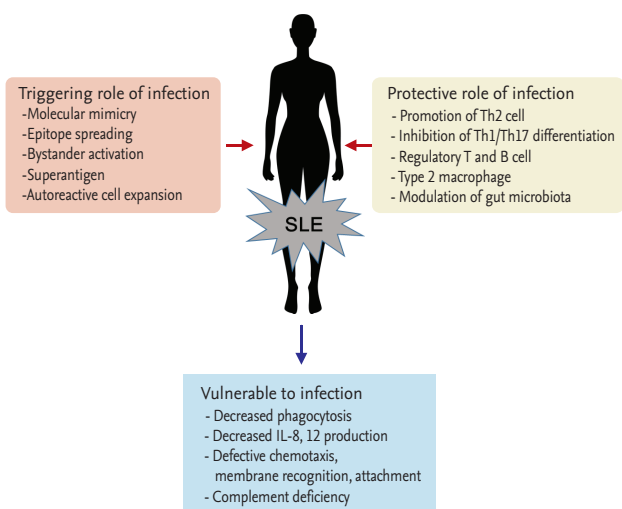 Triggering role of infection
-Molecular mimicry
-Epitope spreading
-Bystander activation
-Superantigen
-Autoreactive cell expansion
Protective role of infection
- Promotion of Th2 cell
- Inhibition of Th1/Th17 differentiation
- Regulatory T and B cell
- Type 2 macrophage
- Modulation of gut microbiota
SLE
Vulnerable to infection
- Decreased phagocytosis
- Decreased IL-8, 12 production
- Defective chemotaxis,
membrane recognition, attachment
- Complement deficiency